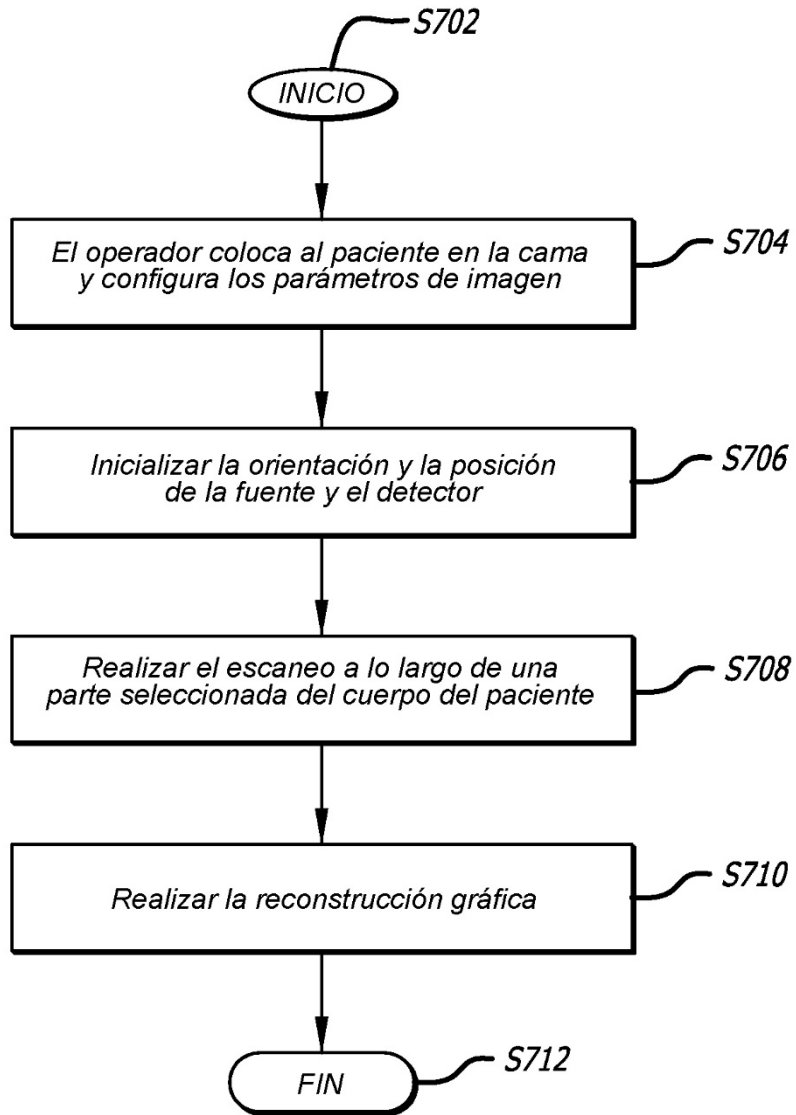 S702
INICIO
El operador coloca al paciente en la cama
y configura los parámetros de imagen
S704
Inicializar la orientación y la posición
de la fuente y el detector
S706
Realizar el escaneo a lo largo de una
parte seleccionada del cuerpo del paciente
S708
Realizar la reconstrucción gráfica
S710
FIN
S712